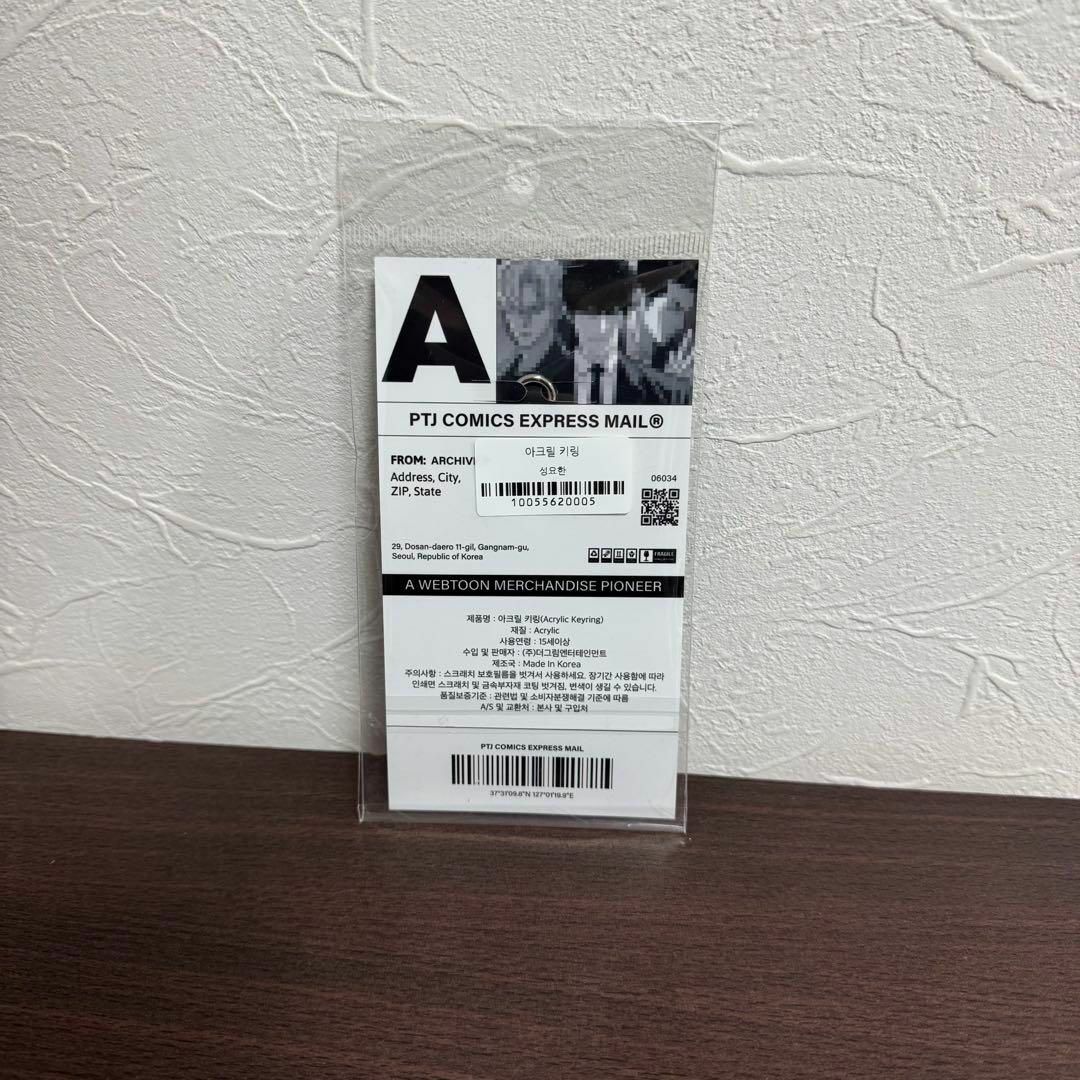 A
PTJ COMICS EXPRESS MAIL®
FROM: ARCHIV
Address, City,
ZIP, State
아크릴 키링
성요한
10055620005
06034
29, Dosan-daero 11-gil, Gangnam-gu,
Seoul, Republic of Korea
FRAGILE
A WEBTOON MERCHANDISE PIONEER
제품명 : 아크릴 키링(Acrylic Keyring)
재질 : Acrylic
사용연령 : 15세이상
수입 및 판매자 : (주)더그림엔터테인먼트
제조국 : Made In Korea
주의사항 : 스크래치 보호필름을 벗겨서 사용하세요. 장기간 사용함에 따라
인쇄면 스크래치 및 금속부자재 코팅 벗겨짐, 변색이 생길 수 있습니다.
품질보증기준 : 관련법 및 소비자분쟁해결 기준에 따름
A/S 및 교환처 : 본사 및 구입처
PTJ COMICS EXPRESS MAIL
37°31'09.8"N 127°01'19.9"E